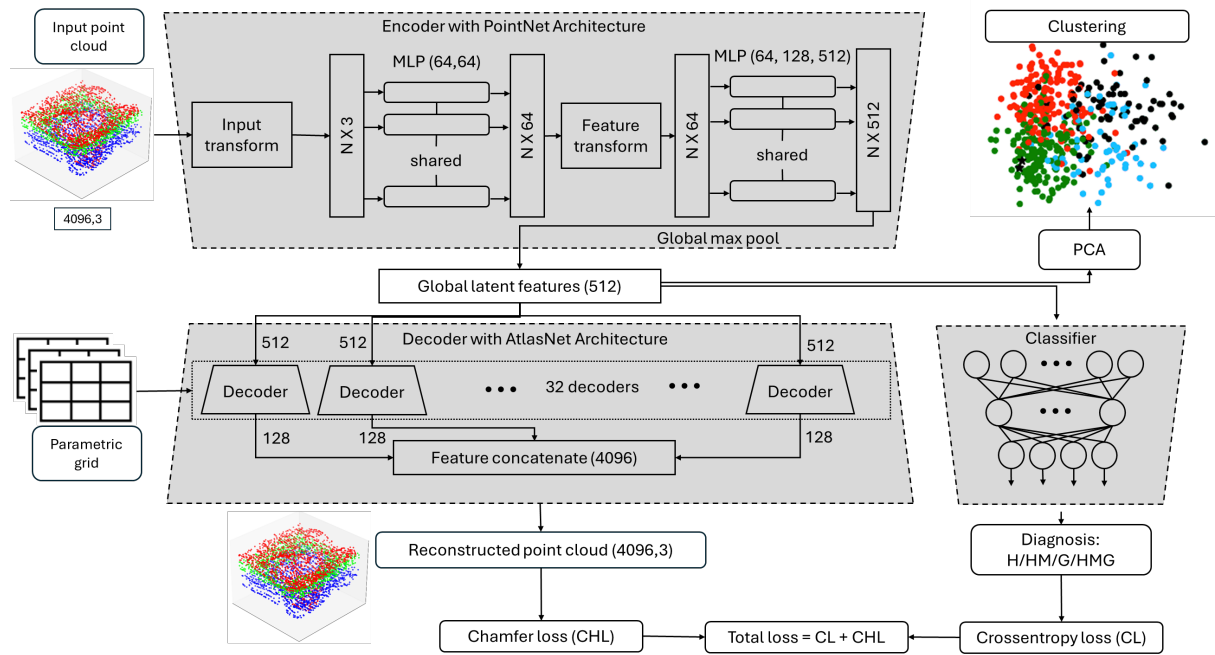 Input point
cloud
4096,3
Encoder with PointNet Architecture
Input
transform
N X 3
MLP (64,64)
shared
N X 64
Feature
transform
N X 64
MLP (64, 128, 512)
shared
N X 512
Global max pool
Clustering
PCA
Global latent features (512)
Decoder with AtlasNet Architecture
512
512
512
Decoder
Decoder
32 decoders
Decoder
128
128
128
Feature concatenate (4096)
Parametric
grid
Classifier
Reconstructed point cloud (4096,3)
Diagnosis:
H/HM/G/HMG
Chamfer loss (CHL)
Total loss = CL + CHL
Crossentropy loss (CL)